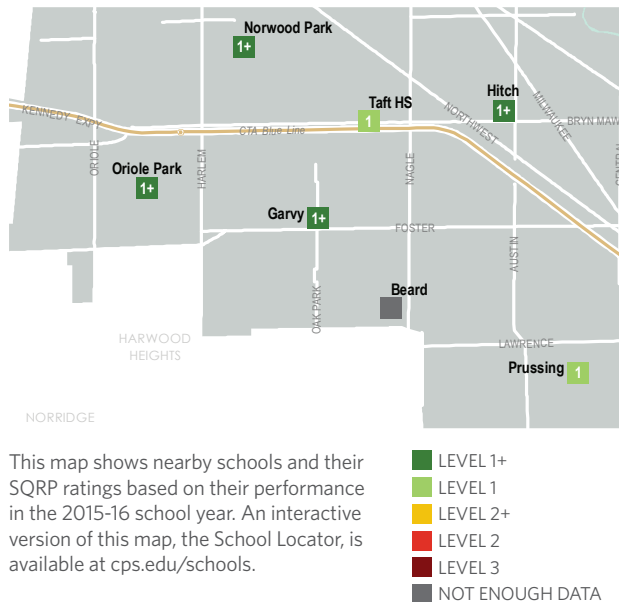 Norwood Park
1+
Hitch
1+
Taft HS
1
KENNEDY EXPY
CTA Blue Line
NORTHWEST
MILWAUKEE
BRYN MAW
ORIOLE
HARLEM
NAGLE
CENTRAL
Oriole Park
1+
Garvy
1+
FOSTER
AUSTIN
OAK PARK
Beard
HARWOOD
HEIGHTS
LAWRENCE
Prussing
1
NORRIDGE
This map shows nearby schools and their
SQRP ratings based on their performance
in the 2015-16 school year. An interactive
version of this map, the School Locator, is
available at cps.edu/schools.
LEVEL 1+
LEVEL 1
LEVEL 2+
LEVEL 2
LEVEL 3
NOT ENOUGH DATA